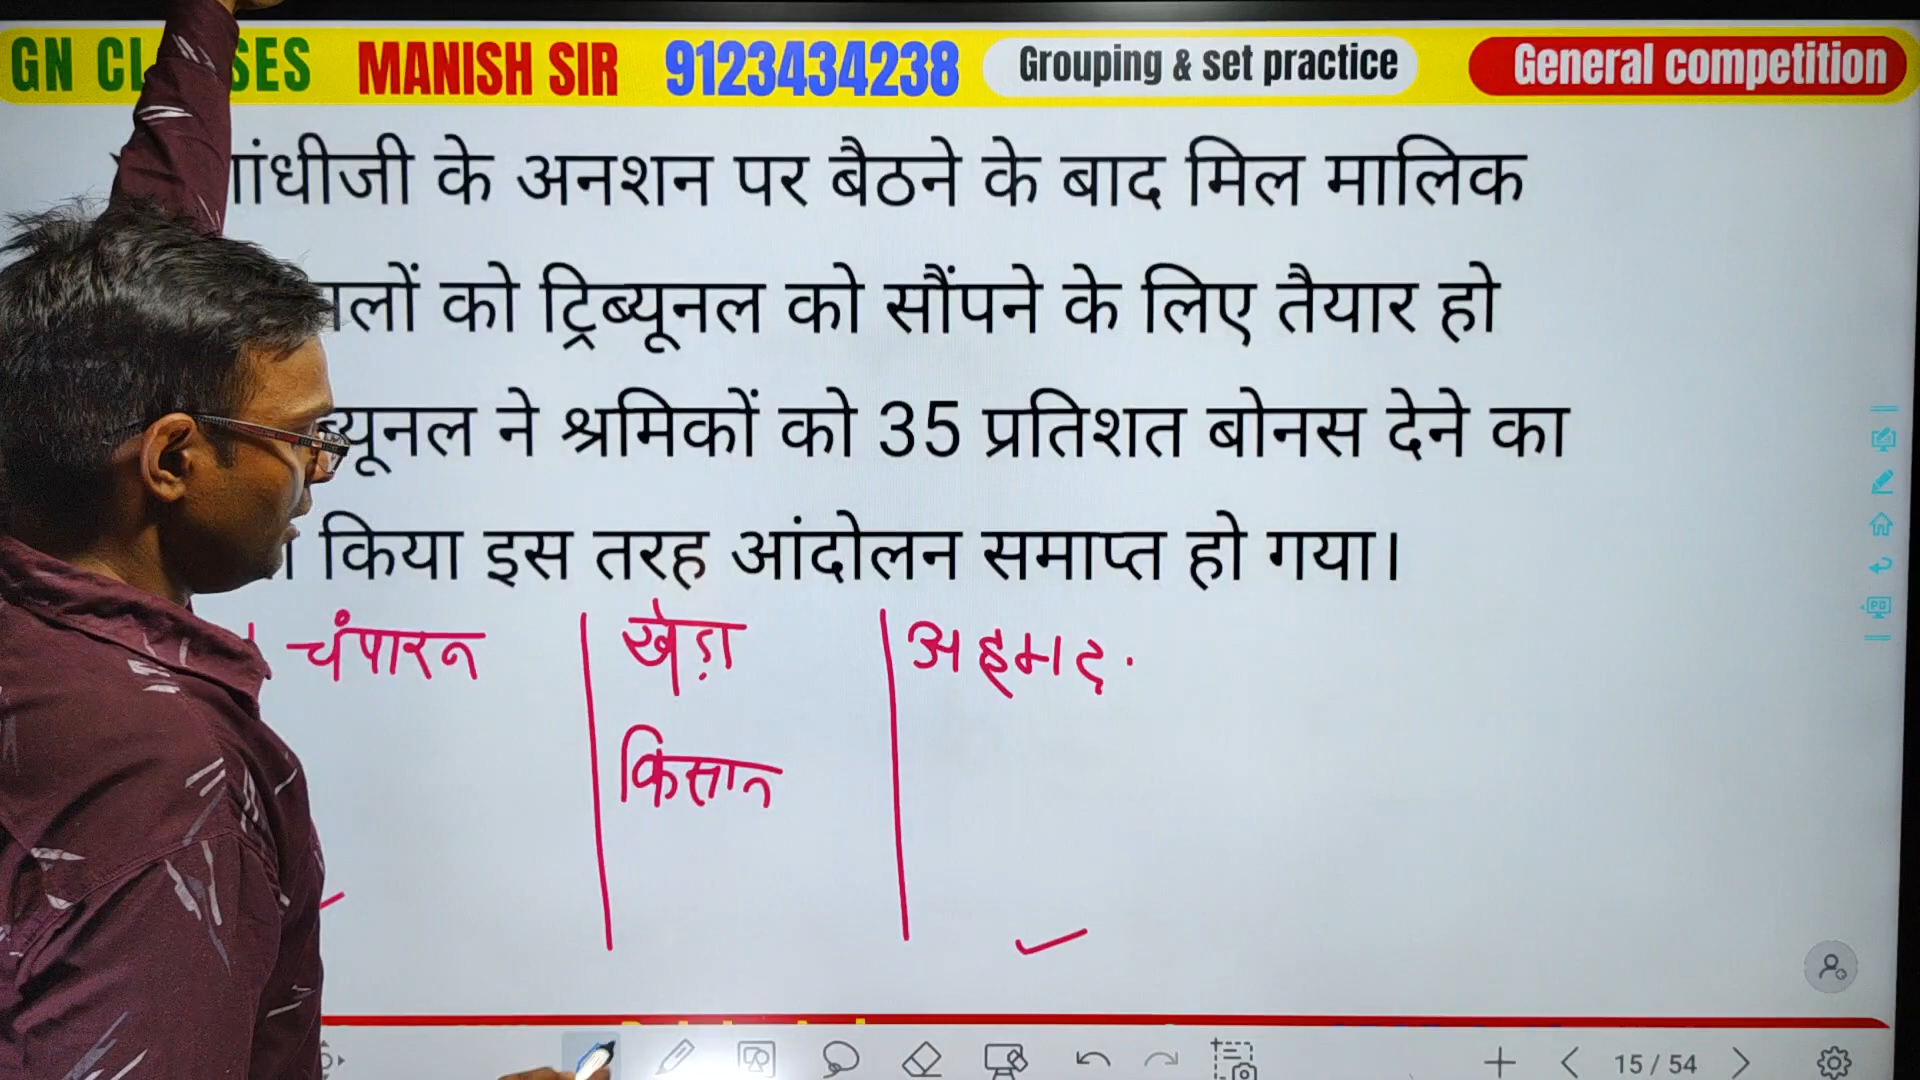 GN CL SES MANISH SIR 9123434238 Grouping & set practice General competition
गांधीजी के अनशन पर बैठने के बाद मिल मालिक
को ट्रिब्यूनल को सौंपने के लिए तैयार हो
ने श्रमिकों को 35 प्रतिशत बोनस देने का
किया इस तरह आंदोलन समाप्त हो गया।
चंपारन खेड़ा अहमद.
किसान
15 / 54